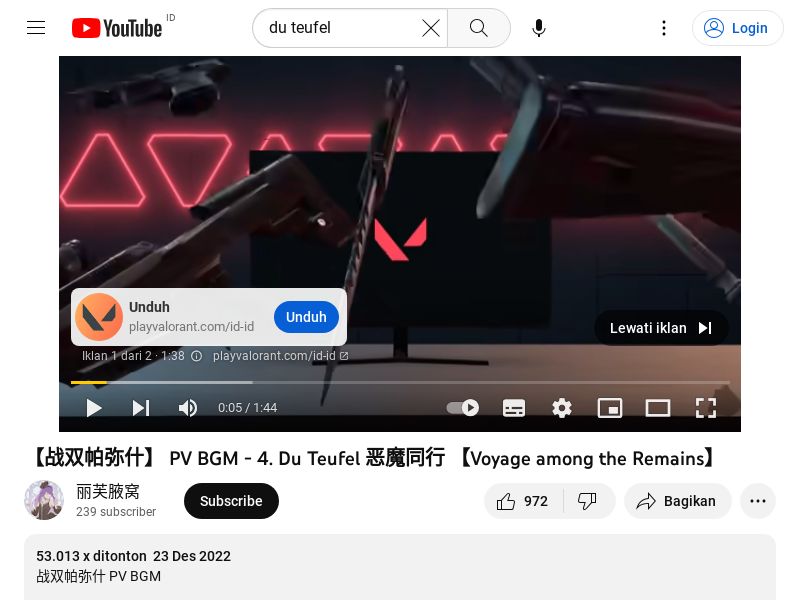 YouTube ID
du teufel
Login
Unduh
playvalorant.com/id-id
Unduh
Lewati iklan
Iklan 1 dari 2 · 1:38 playvalorant.com/id-id
0:05 / 1:44
【战双帕弥什】 PV BGM - 4. Du Teufel 恶魔同行 【Voyage among the Remains】
丽芙腋窝
239 subscriber
Subscribe
972
Bagikan
53.013 x ditonton 23 Des 2022
战双帕弥什 PV BGM